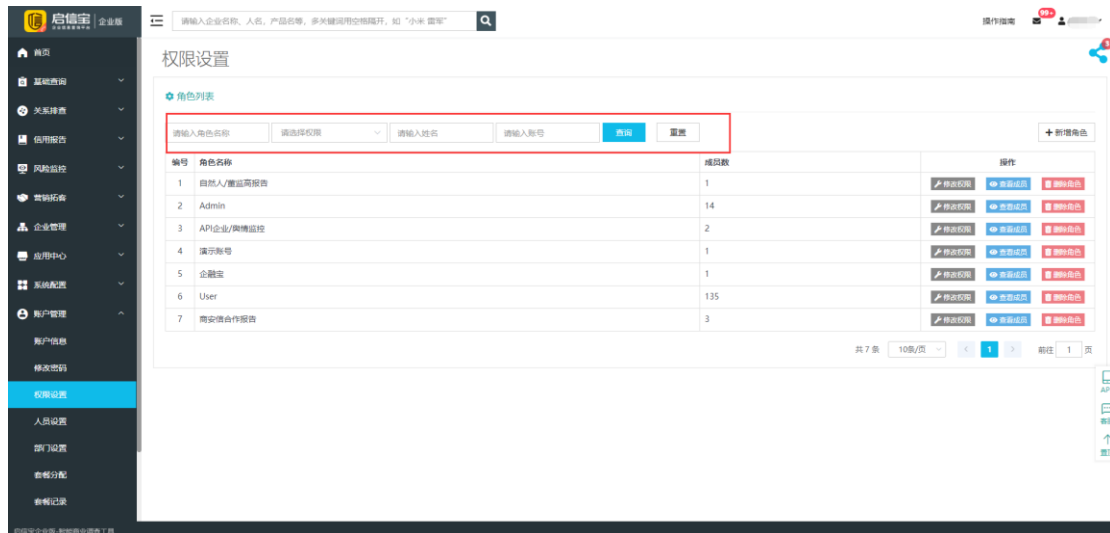 启信宝 企业版
请输入企业名称、人名、产品名等，多关键词用空格隔开，如“小米 雷军”
操作指南
99+
首页
基础查询
关系排查
信用报告
风险监控
营销拓客
企业管理
应用中心
系统配置
账户管理
账户信息
修改密码
权限设置
人员设置
部门设置
套餐分配
套餐记录
启信宝企业版-智能商业调查工具
权限设置
角色列表
请输入角色名称 请选择权限 请输入姓名 请输入账号 查询 重置 新增角色
编号 角色名称 成员数 操作
1 自然人/董监高报告 1 修改权限 查看成员 删除角色
2 Admin 14 修改权限 查看成员 删除角色
3 API企业/舆情监控 2 修改权限 查看成员 删除角色
4 演示账号 1 修改权限 查看成员 删除角色
5 企融宝 1 修改权限 查看成员 删除角色
6 User 135 修改权限 查看成员 删除角色
7 商安信合作报告 3 修改权限 查看成员 删除角色
共 7 条 10条/页 1 前往 1 页